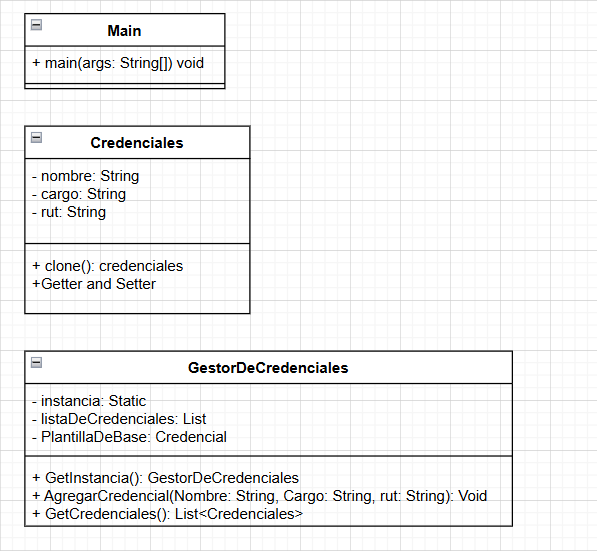 Main
+ main(args: String[]) void
Credenciales
- nombre: String
- cargo: String
- rut: String
+ clone(): credenciales
+Getter and Setter
GestorDeCredenciales
- instancia: Static
- listaDeCredenciales: List
- PlantillaDeBase: Credencial
+ GetInstancia(): GestorDeCredenciales
+ AgregarCredencial(Nombre: String, Cargo: String, rut: String): Void
+ GetCredenciales(): List<Credenciales>